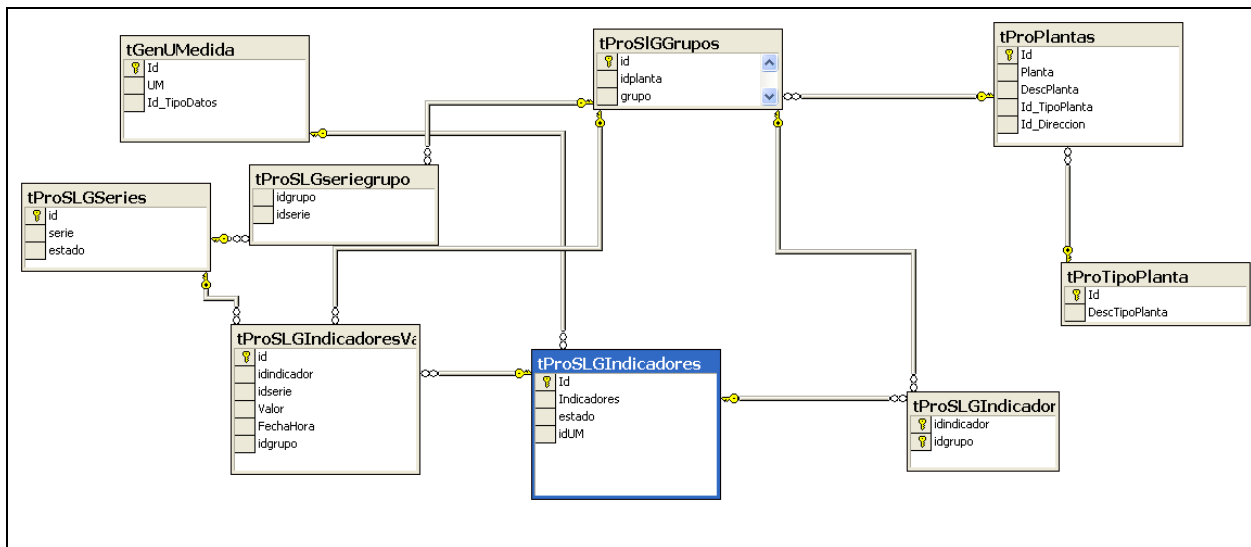 tGenUMedida
Id
UM
Id_TipoDatos
tProSlGGrupos
id
idplanta
grupo
tProPlantas
Id
Planta
DescPlanta
Id_TipoPlanta
Id_Direccion
tProSLGseriegrupo
idgrupo
idserie
tProSLGSeries
id
serie
estado
tProTipoPlanta
Id
DescTipoPlanta
tProSLGIndicadoresVa
id
idindicador
idserie
Valor
FechaHora
idgrupo
tProSLGIndicadores
Id
Indicadores
estado
idUM
tProSLGIndicador
idindicador
idgrupo